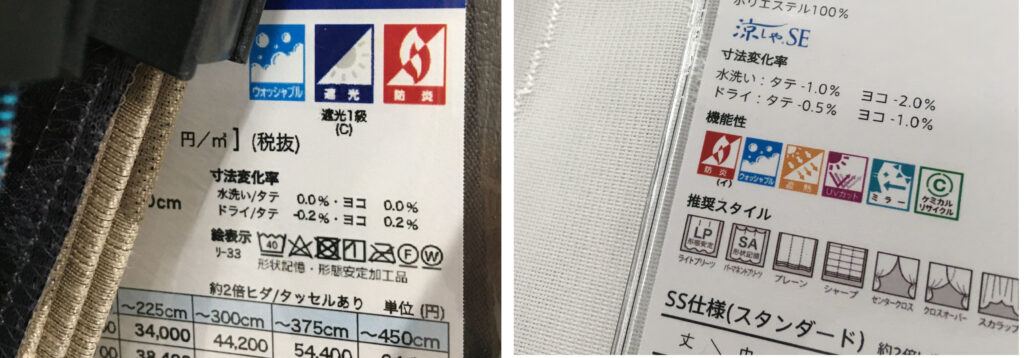 ウォッシャブル
遮光
防炎
遮光1級
(C)
円/㎡](税抜)
寸法変化率
0cm
水洗い/タテ 0.0%・ヨコ 0.0%
ドライ/タテ -0.2%・ヨコ 0.2%
絵表示
リ-33
40
F
W
形状記憶・形態安定加工品
約2倍ヒダ/タッセルあり 単位(円)
~225cm ~300cm ~375cm ~450cm
34,000 44,200 54,400
ポリエステル100%
涼しや。SE
寸法変化率
水洗い:タテ -1.0% ヨコ -2.0%
ドライ:タテ -0.5% ヨコ -1.0%
機能性
防炎
(イ)
ウォッシャブル
遮熱
UVカット
ミラー
C
ケミカル
リサイクル
推奨スタイル
LP
形態安定
ライトプリーツ
SA
形状記憶
パーマネントプリーツ
プレーン
シャープ
センタークロス
クロスオーバー
スカラップ
SS仕様(スタンダード)
丈
巾
約2倍